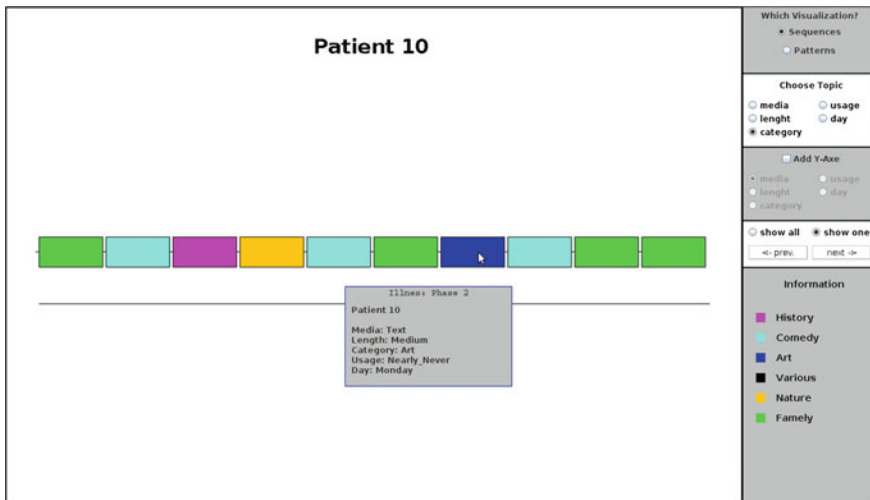 Patient 10
Illnes: Phase 2
Patient 10
Media: Text
Length: Medium
Category: Art
Usage: Nearly_Never
Day: Monday
Which Visualization?
Sequences
Patterns
Choose Topic
media usage
lenght day
category
Add Y-Axe
media usage
lenght day
category
show all show one
<- prev. next ->
Information
History
Comedy
Art
Various
Nature
Famely